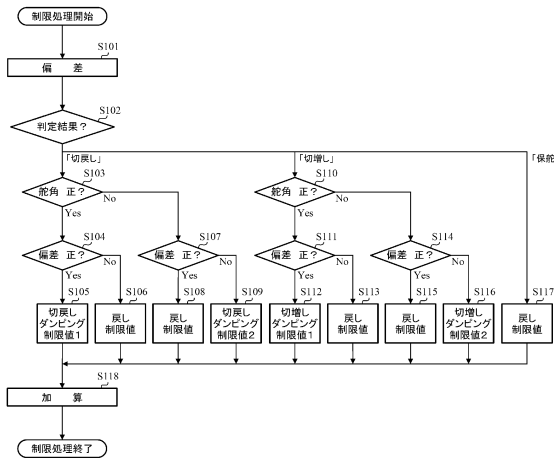 制限処理開始
S101
偏 差
S102
判定結果?
「切戻し」
「切増し」
「保舵
S103
舵角 正?
No
Yes
S110
舵角 正?
No
Yes
S104
偏差 正?
No
Yes
S107
偏差 正?
No
Yes
S111
偏差 正?
No
Yes
S114
偏差 正?
No
Yes
S105
切戻し
ダンピング
制限値1
S106
戻し
制限値
S108
戻し
制限値
S109
切戻し
ダンピング
制限値2
S112
切増し
ダンピング
制限値1
S113
戻し
制限値
S115
戻し
制限値
S116
切増し
ダンピング
制限値2
S117
戻し
制限値
S118
加 算
制限処理終了